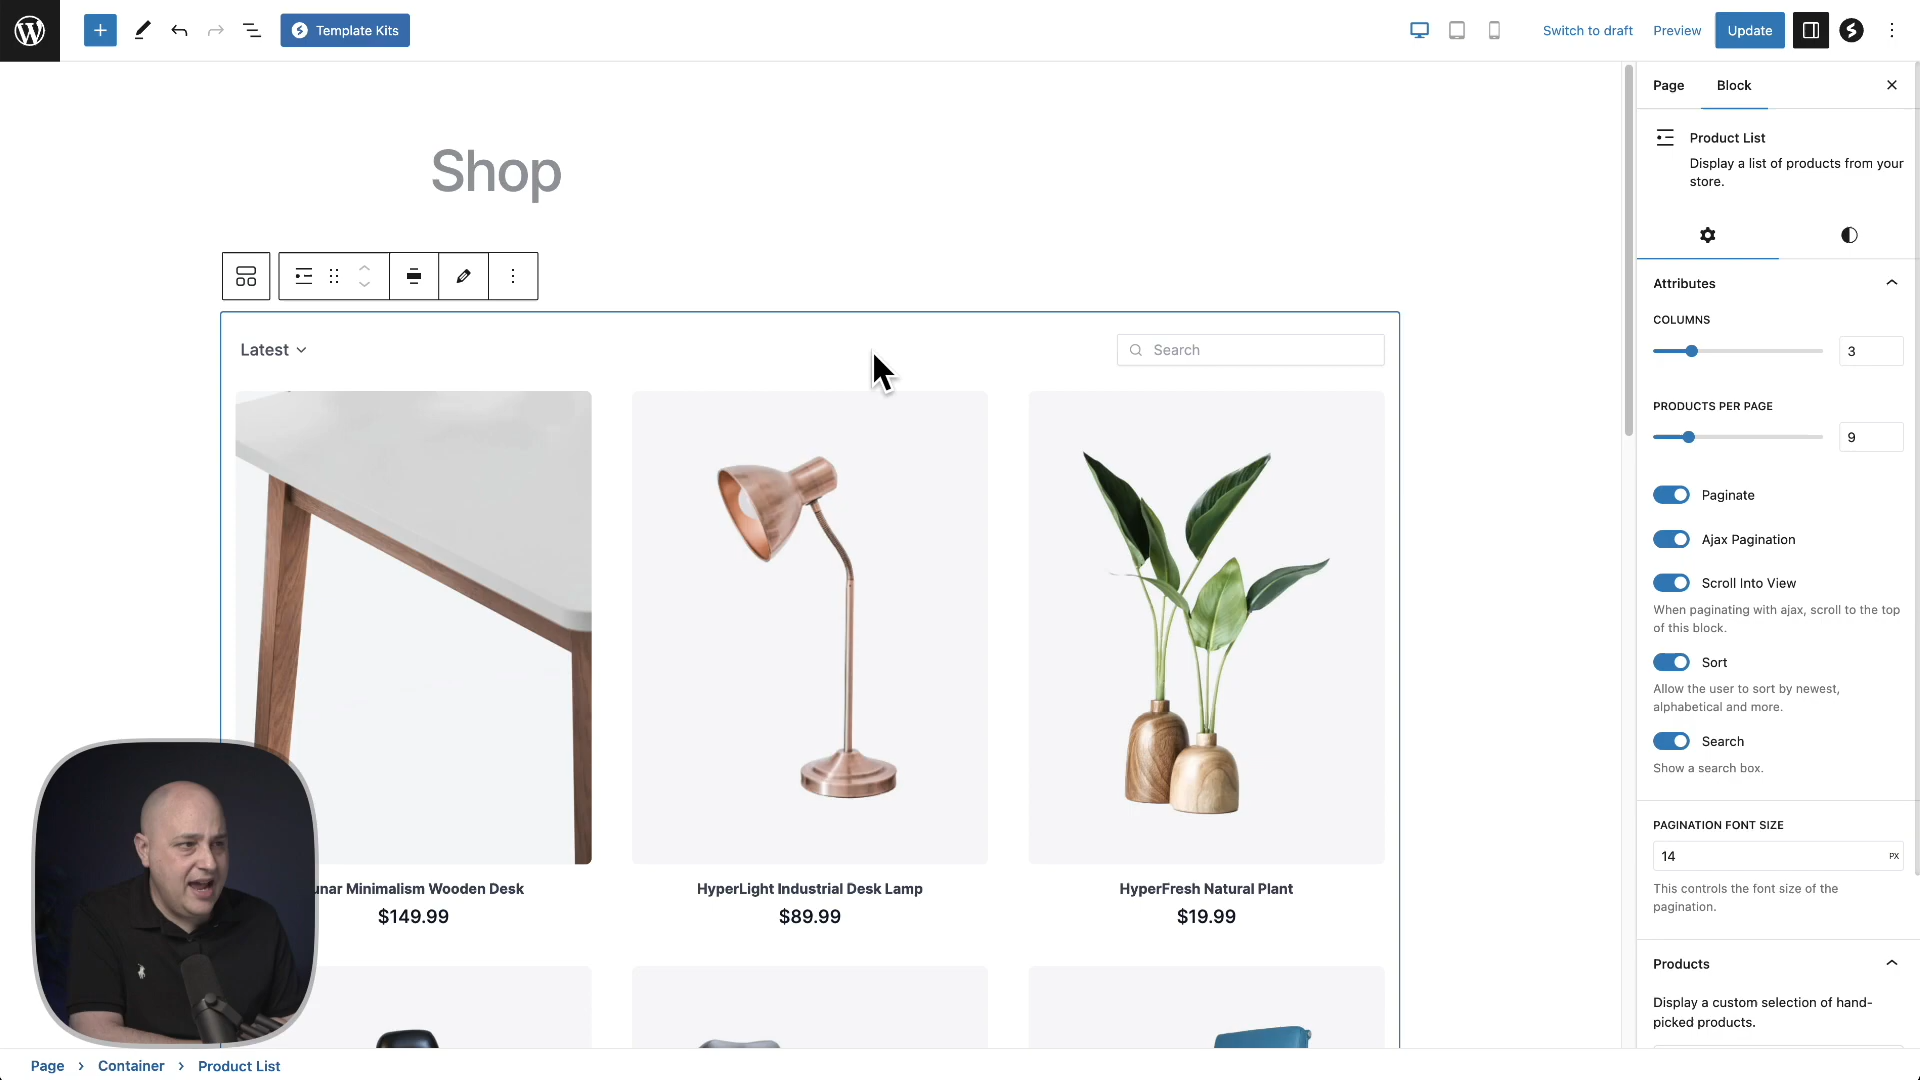 Template Kits
Switch to draft
Preview
Update
Page
Block
Product List
Display a list of products from your
store.
Shop
Attributes
COLUMNS
3
Latest
Search
PRODUCTS PER PAGE
9
Paginate
Ajax Pagination
Scroll Into View
When paginating with ajax, scroll to the top
of this block.
Sort
Allow the user to sort by newest,
alphabetical and more.
Search
Show a search box.
PAGINATION FONT SIZE
14
PX
This controls the font size of the
pagination.
unar Minimalism Wooden Desk
$149.99
HyperLight Industrial Desk Lamp
$89.99
HyperFresh Natural Plant
$19.99
Products
Display a custom selection of hand-
picked products.
Page
Container
Product List